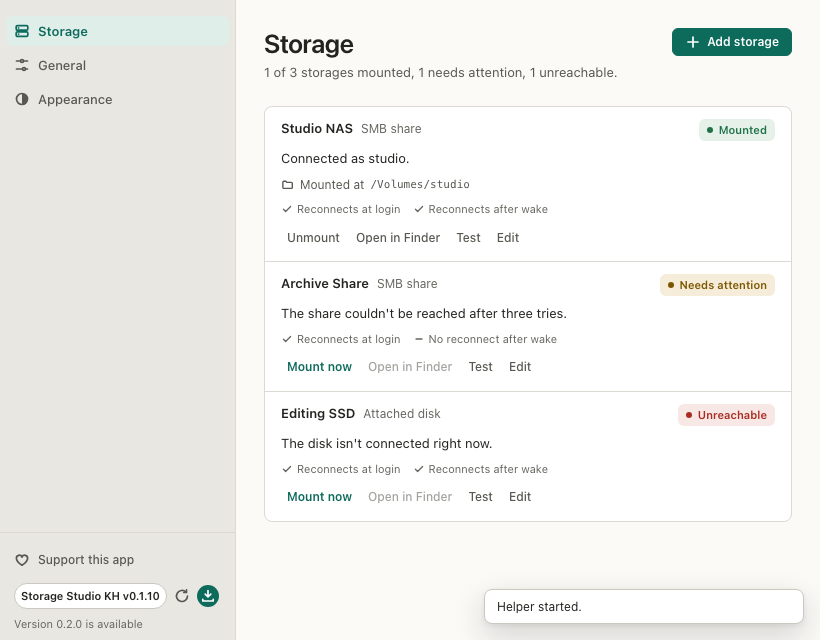 Storage
General
Appearance
Support this app
Storage Studio KH v0.1.10
Version 0.2.0 is available
Storage
Add storage
1 of 3 storages mounted, 1 needs attention, 1 unreachable.
Studio NAS SMB share
Mounted
Connected as studio.
Mounted at /Volumes/studio
Reconnects at login Reconnects after wake
Unmount Open in Finder Test Edit
Archive Share SMB share
Needs attention
The share couldn't be reached after three tries.
Reconnects at login No reconnect after wake
Mount now Open in Finder Test Edit
Editing SSD Attached disk
Unreachable
The disk isn't connected right now.
Reconnects at login Reconnects after wake
Mount now Open in Finder Test Edit
Helper started.